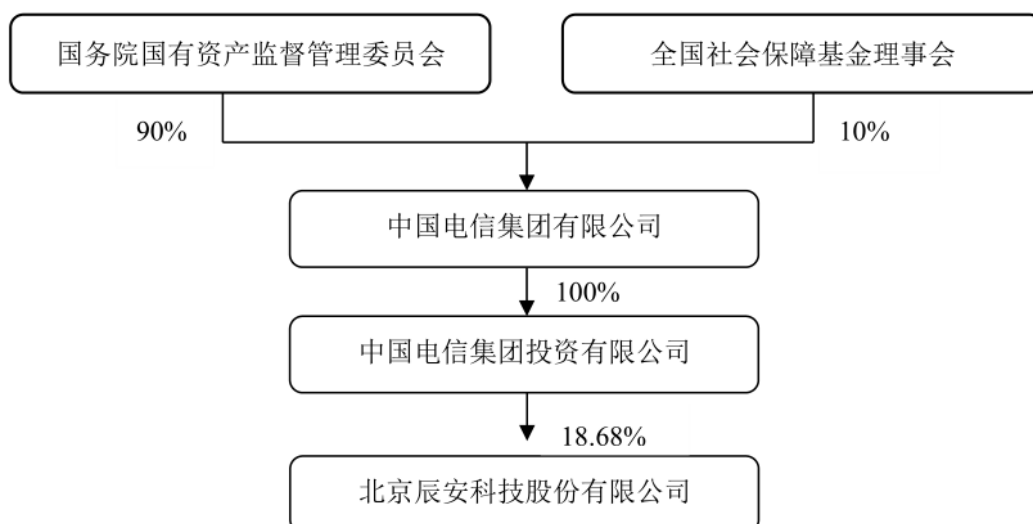 国务院国有资产监督管理委员会
全国社会保障基金理事会
90%
10%
中国电信集团有限公司
100%
中国电信集团投资有限公司
18.68%
北京辰安科技股份有限公司